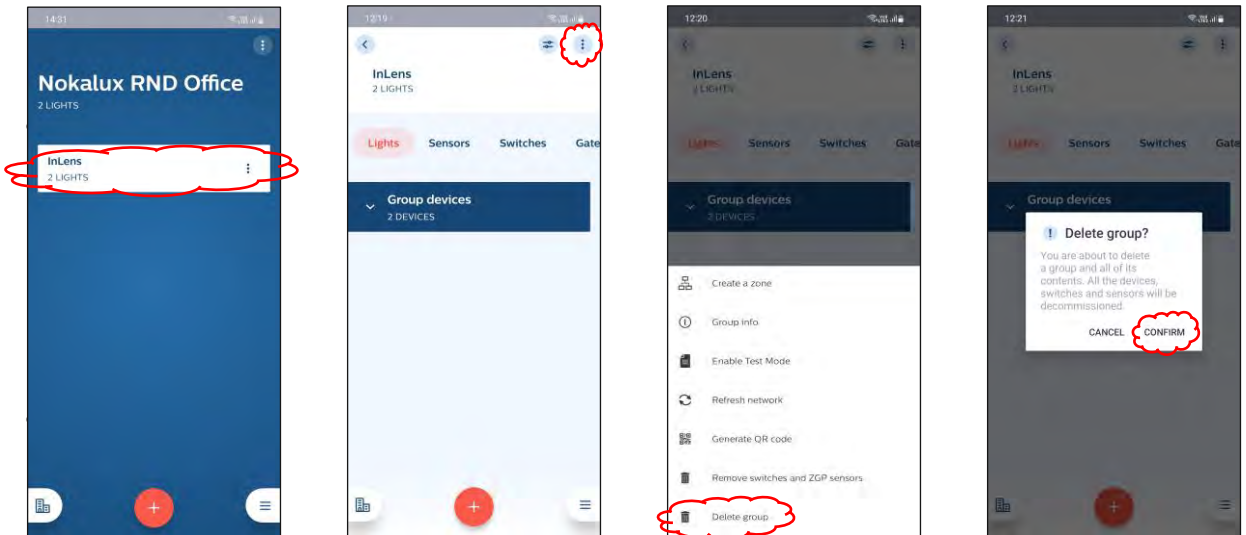 14:31
Nokalux RND Office
2 LIGHTS
InLens
2 LIGHTS
12:19
InLens
2 LIGHTS
Lights Sensors Switches Gate
Group devices
2 DEVICES
12:20
InLens
2 LIGHTS
Lights Sensors Switches Gate
Group devices
2 DEVICES
Create a zone
Group info
Enable Test Mode
Refresh network
Generate QR code
Remove switches and ZGP sensors
Delete group
12:21
InLens
2 LIGHTS
Lights Sensors Switches Gate
Group devices
Delete group?
You are about to delete
a group and all of its
contents. All the devices,
switches and sensors will be
decommissioned.
CANCEL CONFIRM